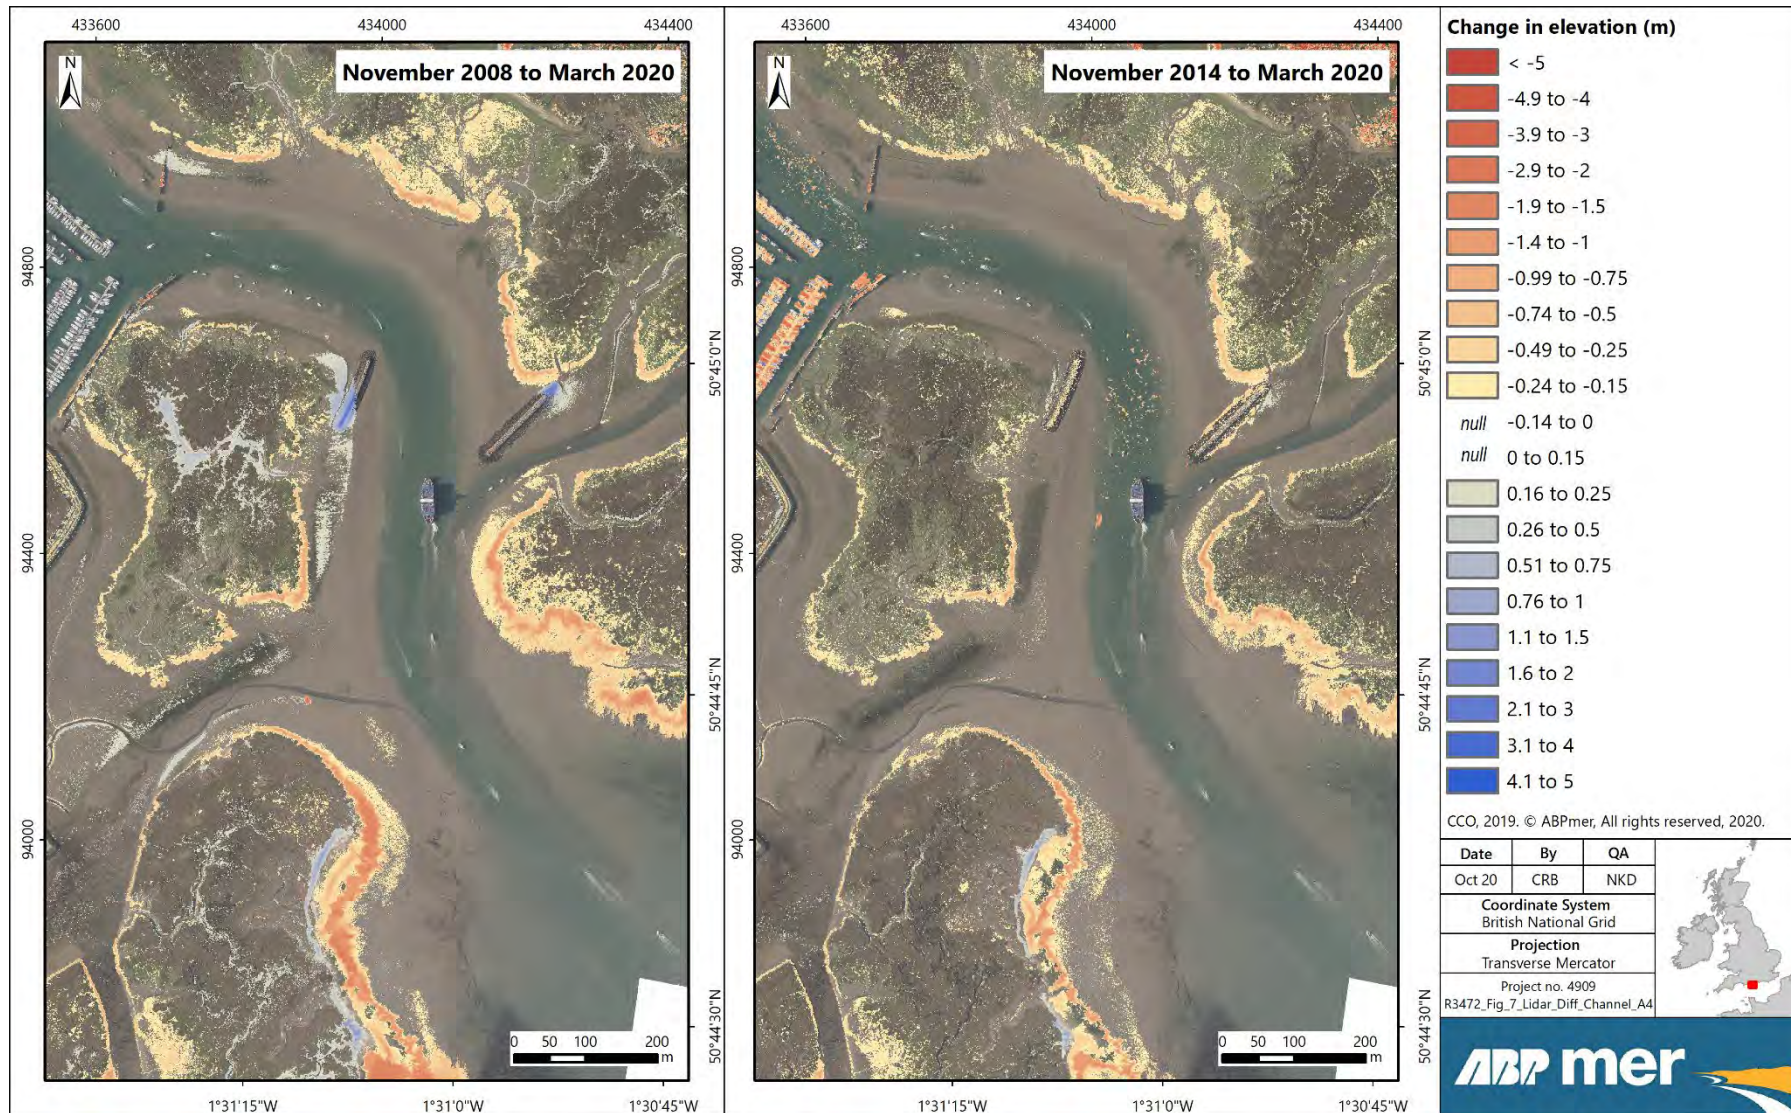 433600 434000 434400
433600 434000 434400
N
November 2008 to March 2020
N
November 2014 to March 2020
94800
94400
94000
50°45'0"N
50°44'45"N
50°44'30"N
50°45'0"N
50°44'45"N
50°44'30"N
0 50 100 200
m
0 50 100 200
m
1°31'15"W 1°31'0"W 1°30'45"W
1°31'15"W 1°31'0"W 1°30'45"W
Change in elevation (m)
< -5
-4.9 to -4
-3.9 to -3
-2.9 to -2
-1.9 to -1.5
-1.4 to -1
-0.99 to -0.75
-0.74 to -0.5
-0.49 to -0.25
-0.24 to -0.15
null -0.14 to 0
null 0 to 0.15
0.16 to 0.25
0.26 to 0.5
0.51 to 0.75
0.76 to 1
1.1 to 1.5
1.6 to 2
2.1 to 3
3.1 to 4
4.1 to 5
CCO, 2019. © ABPmer, All rights reserved, 2020.
Date By QA
Oct 20 CRB NKD
Coordinate System
British National Grid
Projection
Transverse Mercator
Project no. 4909
R3472_Fig_7_Lidar_Diff_Channel_A4
ABPmer